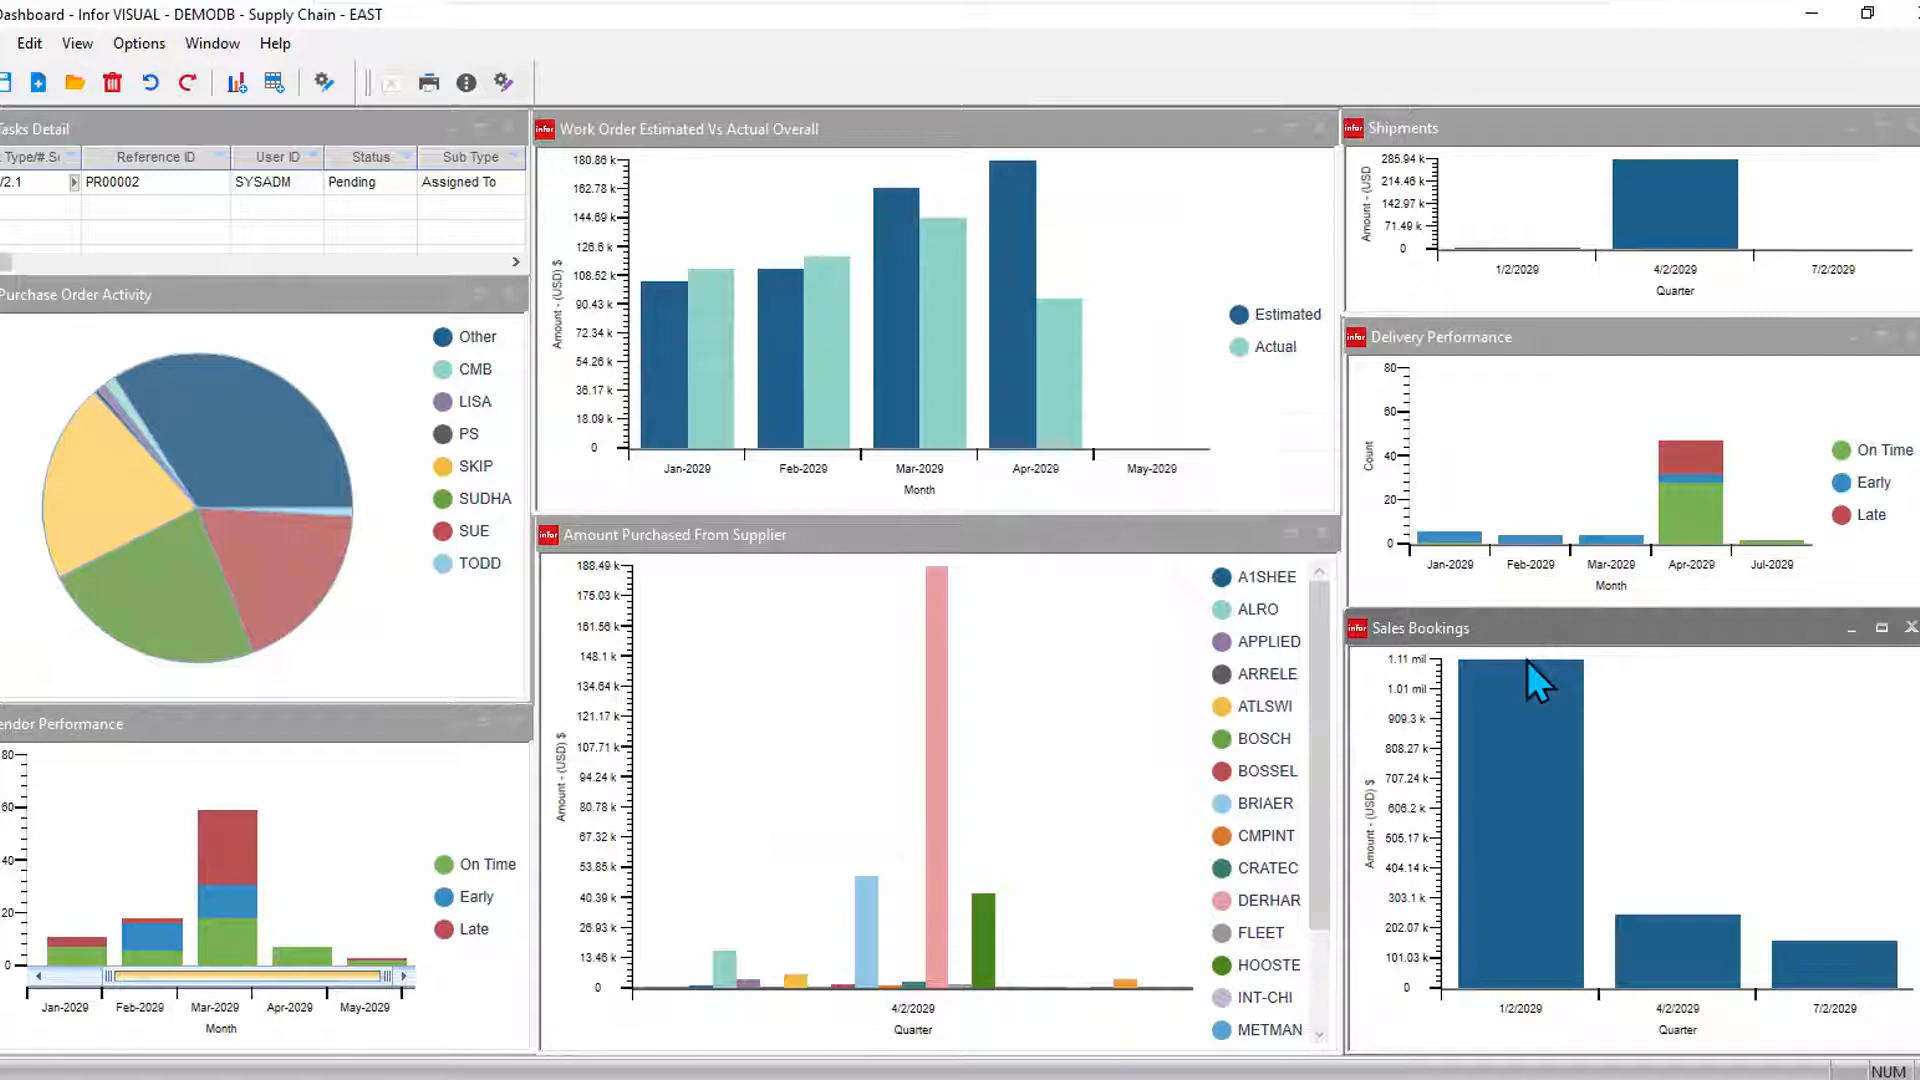 Dashboard - Infor VISUAL - DEMODB - Supply Chain - EAST
Edit View Options Window Help
Tasks Detail
Type/#.S Reference ID User ID Status Sub Type
/2.1 PR00002 SYSADM Pending Assigned To
Purchase Order Activity
Other
CMB
LISA
PS
SKIP
SUDHA
SUE
TODD
endor Performance
80
60
40
20
0
On Time
Early
Late
Jan-2029 Feb-2029 Mar-2029 Apr-2029 May-2029
Month
infor Work Order Estimated Vs Actual Overall
Amount - (USD) $
180.86 k
162.78 k
144.69 k
126.6 k
108.52 k
90.43 k
72.34 k
54.26 k
36.17 k
18.09 k
0
Estimated
Actual
Jan-2029 Feb-2029 Mar-2029 Apr-2029 May-2029
Month
infor Amount Purchased From Supplier
Amount - (USD) $
188.49 k
175.03 k
161.56 k
148.1 k
134.64 k
121.17 k
107.71 k
94.24 k
80.78 k
67.32 k
53.85 k
40.39 k
26.93 k
13.46 k
0
4/2/2029
Quarter
A1SHEE
ALRO
APPLIED
ARRELE
ATLSWI
BOSCH
BOSSEL
BRIAER
CMPINT
CRATEC
DERHAR
FLEET
HOOSTE
INT-CHI
METMAN
infor Shipments
Amount - (USD
285.94 k
214.46 k
142.97 k
71.49 k
0
1/2/2029 4/2/2029 7/2/2029
Quarter
infor Delivery Performance
Count
80
60
40
20
0
On Time
Early
Late
Jan-2029 Feb-2029 Mar-2029 Apr-2029 Jul-2029
Month
infor Sales Bookings
Amount - (USD) $
1.11 mil
1.01 mil
909.3 k
808.27 k
707.24 k
606.2 k
505.17 k
404.14 k
303.1 k
202.07 k
101.03 k
0
1/2/2029 4/2/2029 7/2/2029
Quarter
NUM